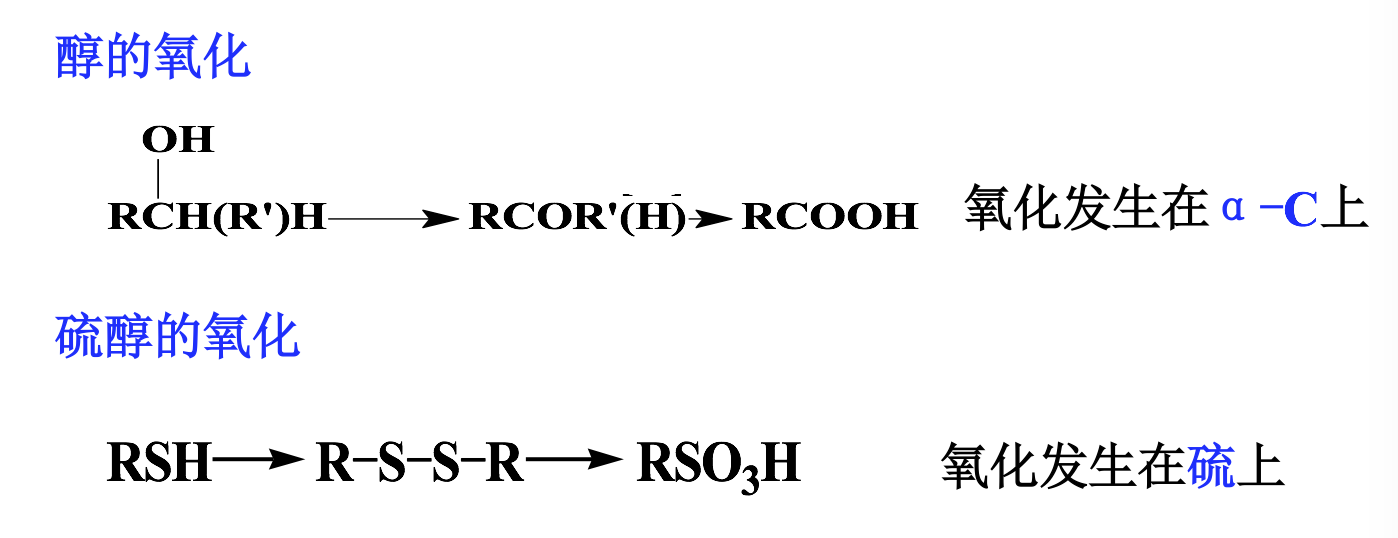 醇的氧化
OH
RCH(R')H → RCOR'(H) → RCOOH 氧化发生在α-C上
硫醇的氧化
RSH → R-S-S-R → RSO₃H 氧化发生在硫上